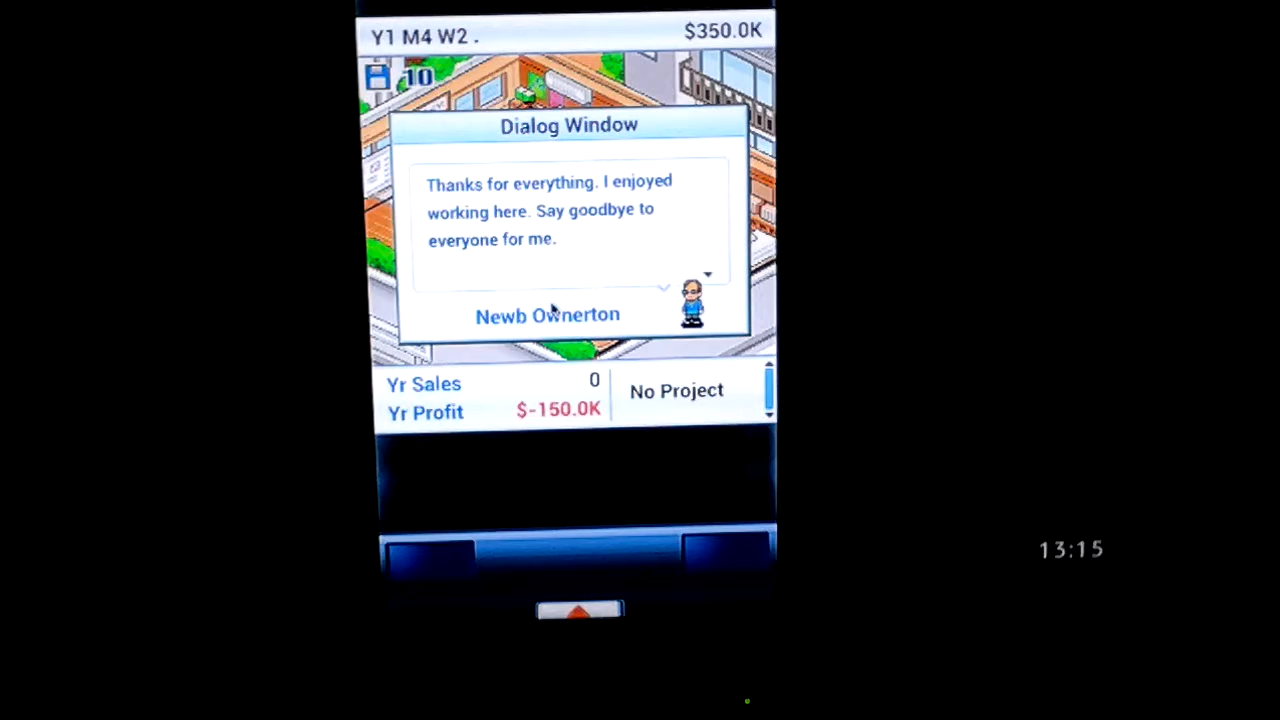 Y1 M4 W2 .
$350.0K
10
Dialog Window
Thanks for everything. I enjoyed
working here. Say goodbye to
everyone for me.
Newb Ownerton
Yr Sales 0
Yr Profit $-150.0K
No Project
13:15